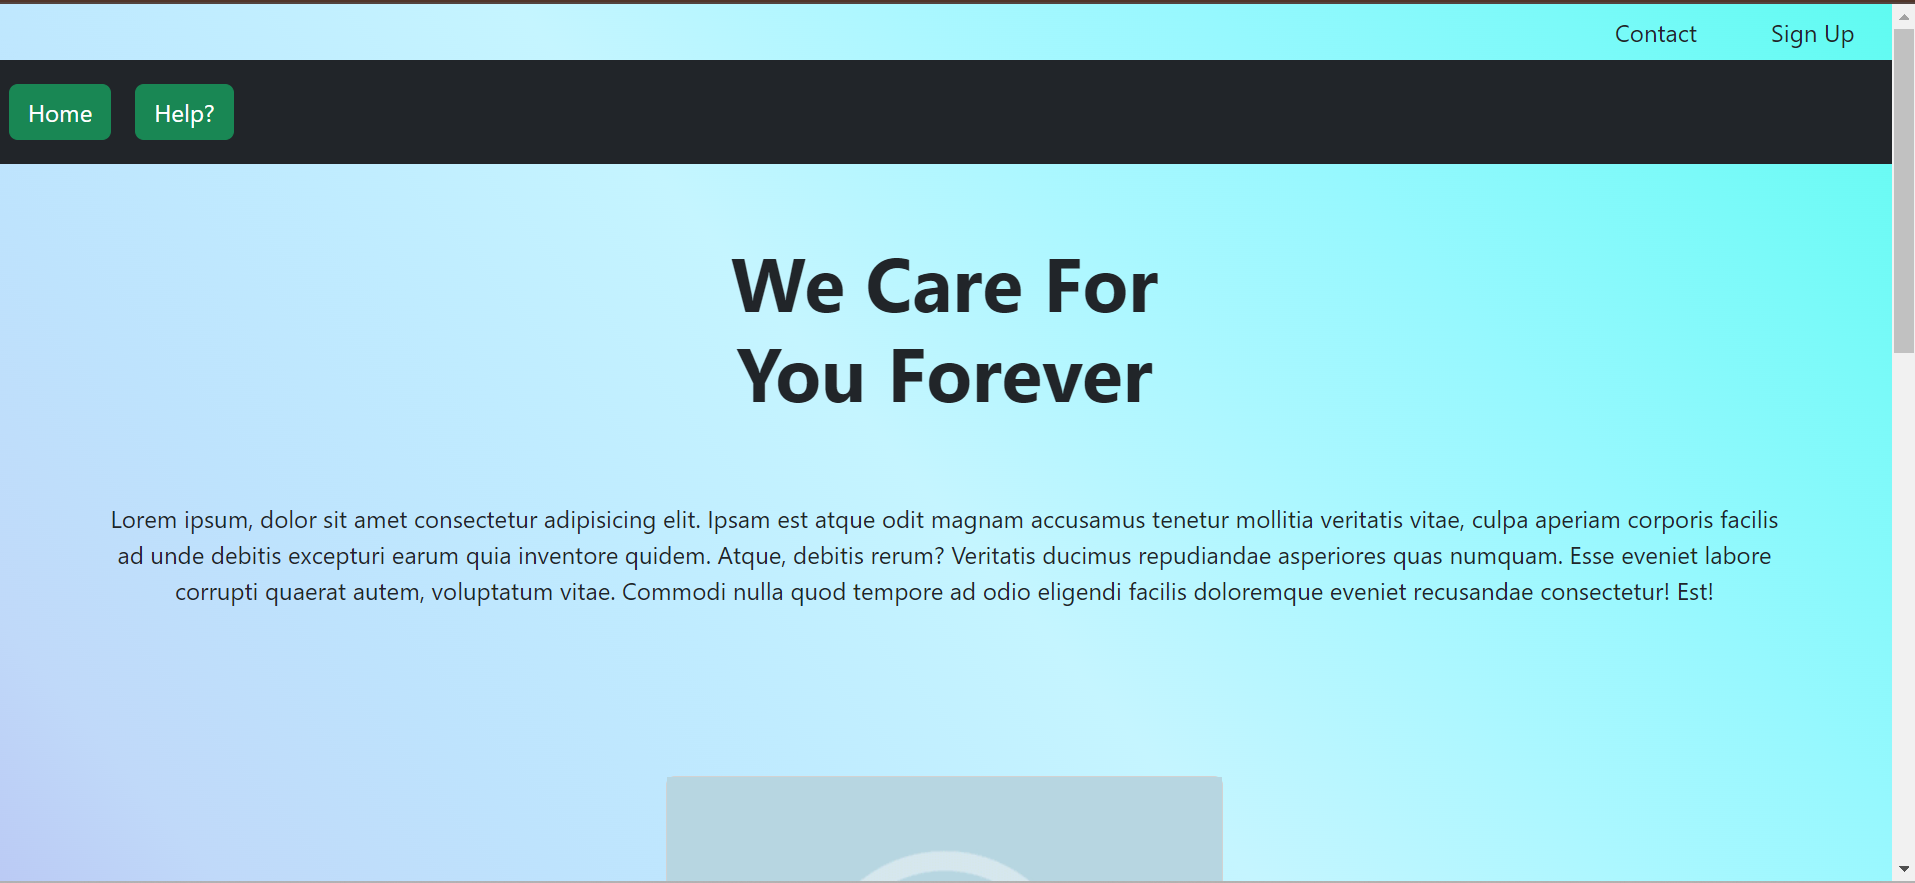 Contact Sign Up
Home Help?
We Care For
You Forever
Lorem ipsum, dolor sit amet consectetur adipisicing elit. Ipsam est atque odit magnam accusamus tenetur mollitia veritatis vitae, culpa aperiam corporis facilis
ad unde debitis excepturi earum quia inventore quidem. Atque, debitis rerum? Veritatis ducimus repudiandae asperiores quas numquam. Esse eveniet labore
corrupti quaerat autem, voluptatum vitae. Commodi nulla quod tempore ad odio eligendi facilis doloremque eveniet recusandae consectetur! Est!